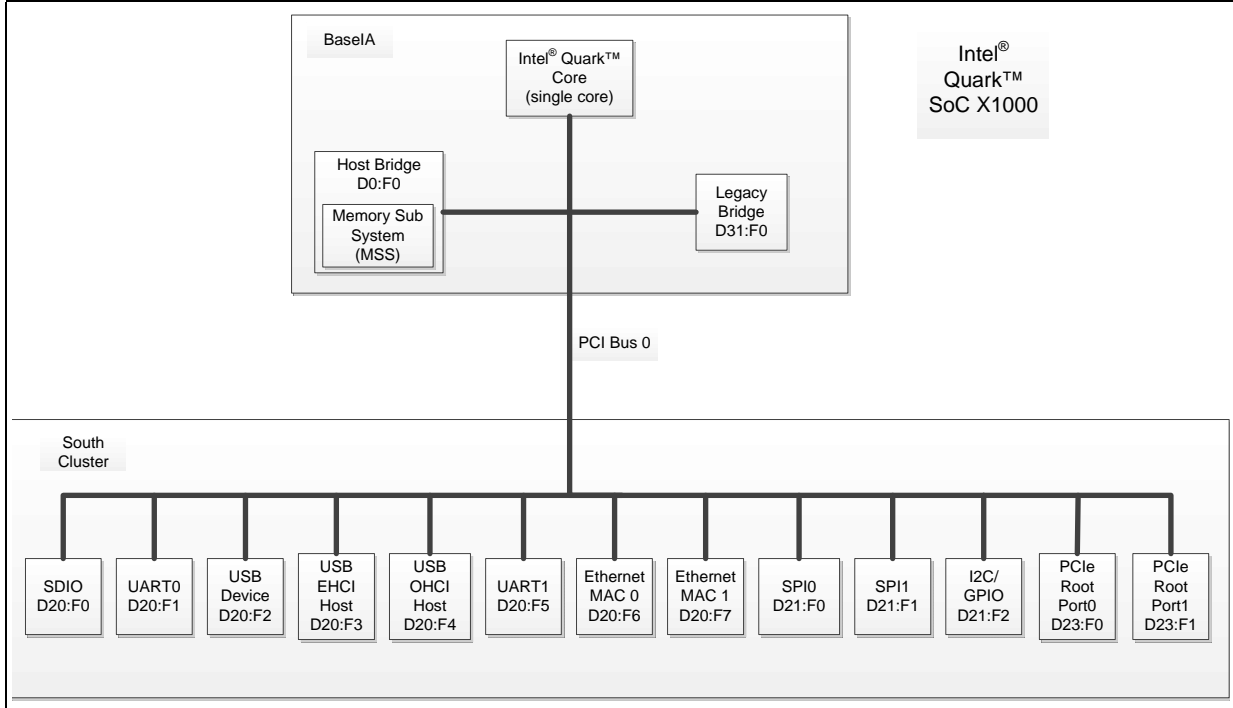 BaseIA
Intel® Quark™
Core
(single core)
Intel®
Quark™
SoC X1000
Host Bridge
D0:F0
Memory Sub
System
(MSS)
Legacy
Bridge
D31:F0
PCI Bus 0
South
Cluster
SDIO
D20:F0
UART0
D20:F1
USB
Device
D20:F2
USB
EHCI
Host
D20:F3
USB
OHCI
Host
D20:F4
UART1
D20:F5
Ethernet
MAC 0
D20:F6
Ethernet
MAC 1
D20:F7
SPI0
D21:F0
SPI1
D21:F1
I2C/
GPIO
D21:F2
PCIe
Root
Port0
D23:F0
PCIe
Root
Port1
D23:F1